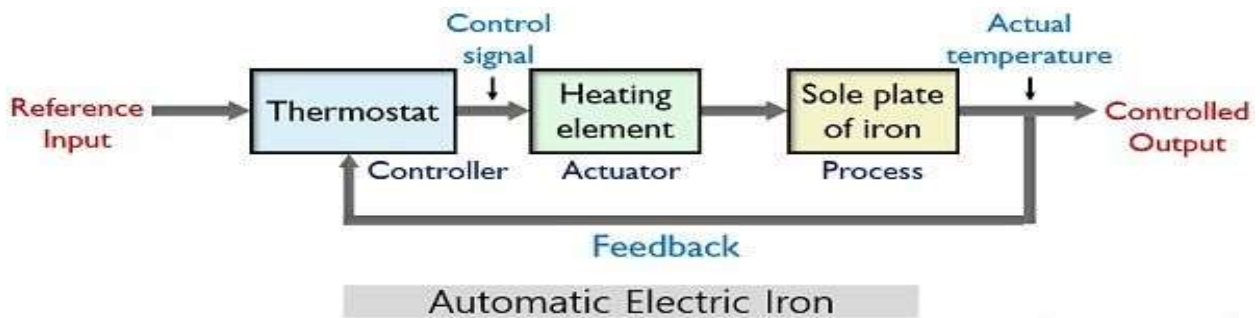 Control
signal
Actual
temperature
Reference
Input
Thermostat
Heating
element
Sole plate
of iron
Controlled
Output
Controller
Actuator
Process
Feedback
Automatic Electric Iron